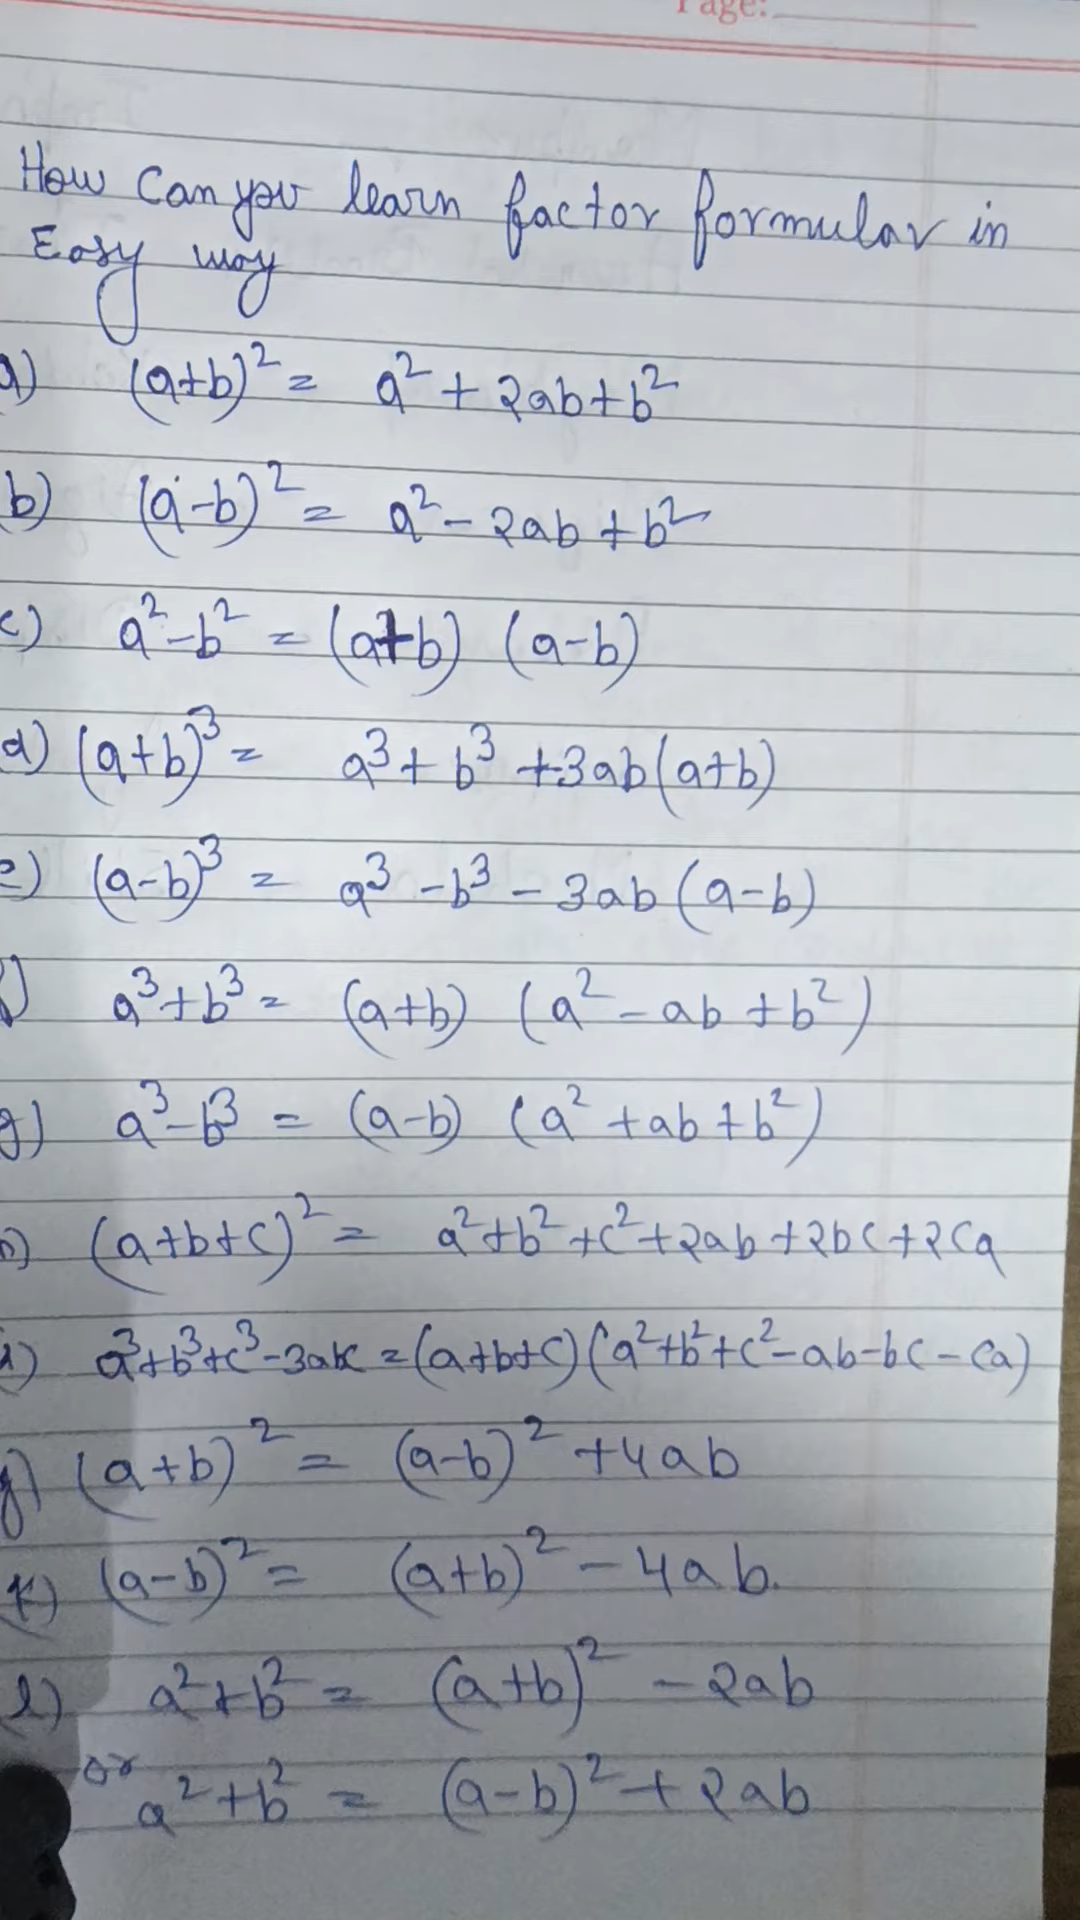 Page:
How Can you learn factor formular in
Easy way
a) (a+b)² = a² + 2ab + b²
b) (a-b)² = a² - 2ab + b²
c) a² - b² = (a+b) (a-b)
d) (a+b)³ = a³ + b³ + 3ab(a+b)
e) (a-b)³ = a³ - b³ - 3ab (a-b)
f) a³ + b³ = (a+b) (a² - ab + b²)
g) a³ - b³ = (a-b) (a² + ab + b²)
h) (a+b+c)² = a² + b² + c² + 2ab + 2bc + 2ca
i) a³+b³+c³-3abc = (a+b+c) (a²+b²+c²-ab-bc-ca)
j) (a+b)² = (a-b)² + 4ab
k) (a-b)² = (a+b)² - 4ab.
l) a² + b² = (a+b)² - 2ab
or a² + b² = (a-b)² + 2ab